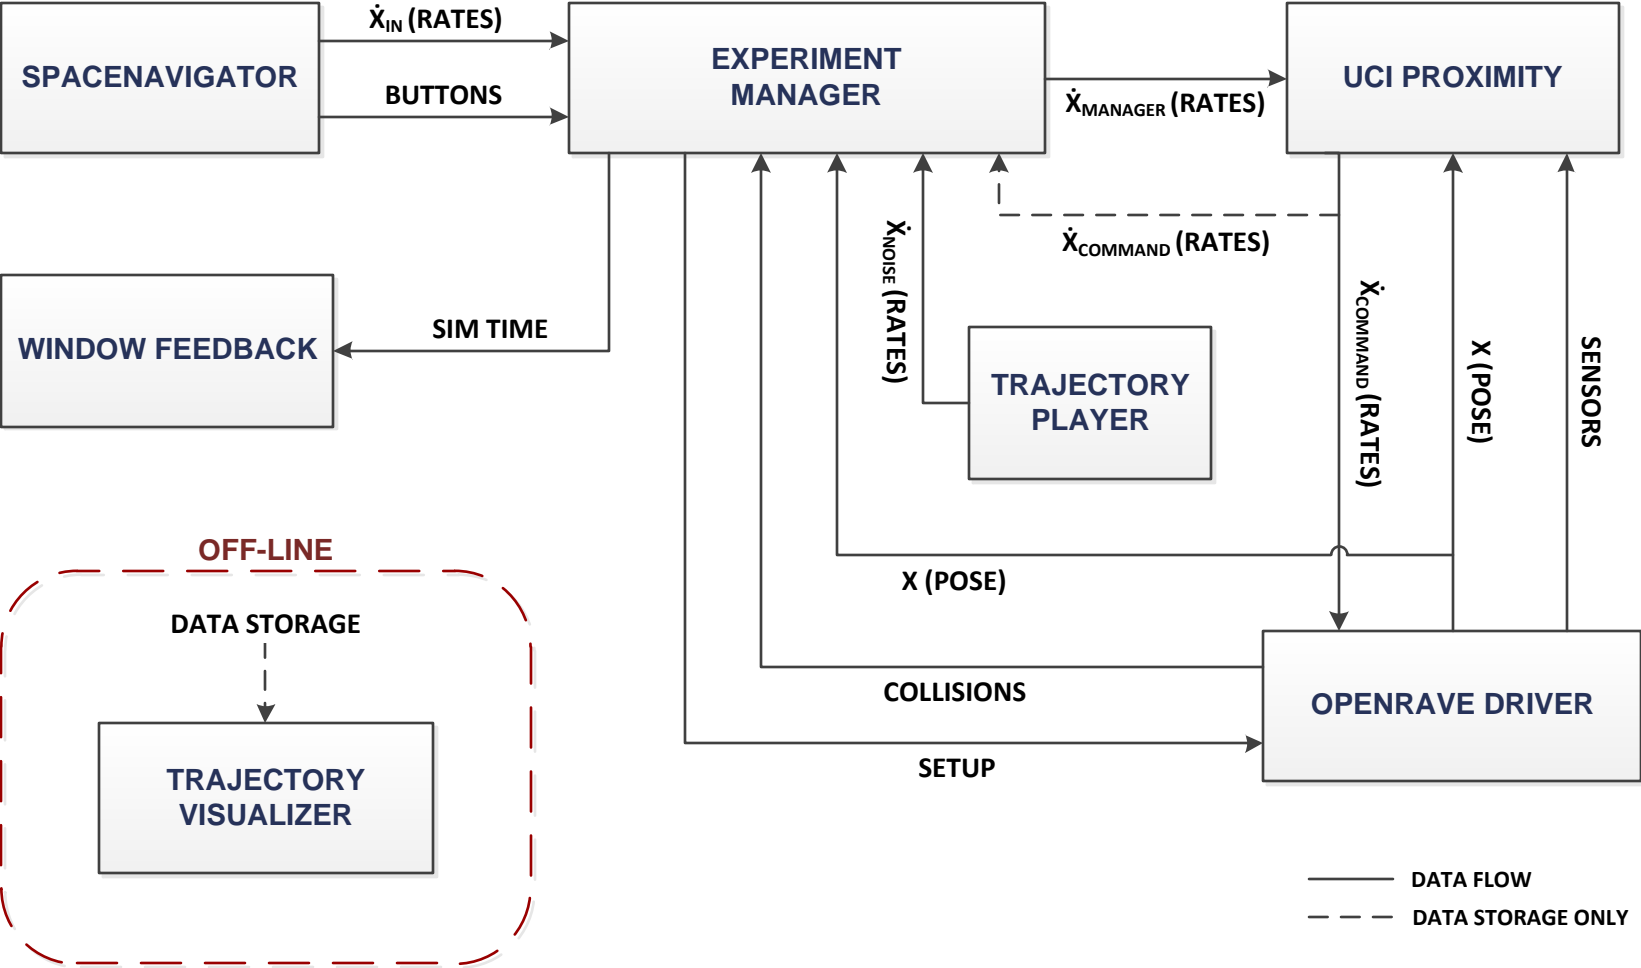 ẊIN (RATES)
SPACENAVIGATOR
BUTTONS
EXPERIMENT
MANAGER
ẊMANAGER (RATES)
UCI PROXIMITY
ẊCOMMAND (RATES)
ẊNOISE (RATES)
WINDOW FEEDBACK
SIM TIME
TRAJECTORY
PLAYER
ẊCOMMAND (RATES)
X (POSE)
SENSORS
X (POSE)
COLLISIONS
SETUP
OPENRAVE DRIVER
OFF-LINE
DATA STORAGE
TRAJECTORY
VISUALIZER
DATA FLOW
DATA STORAGE ONLY